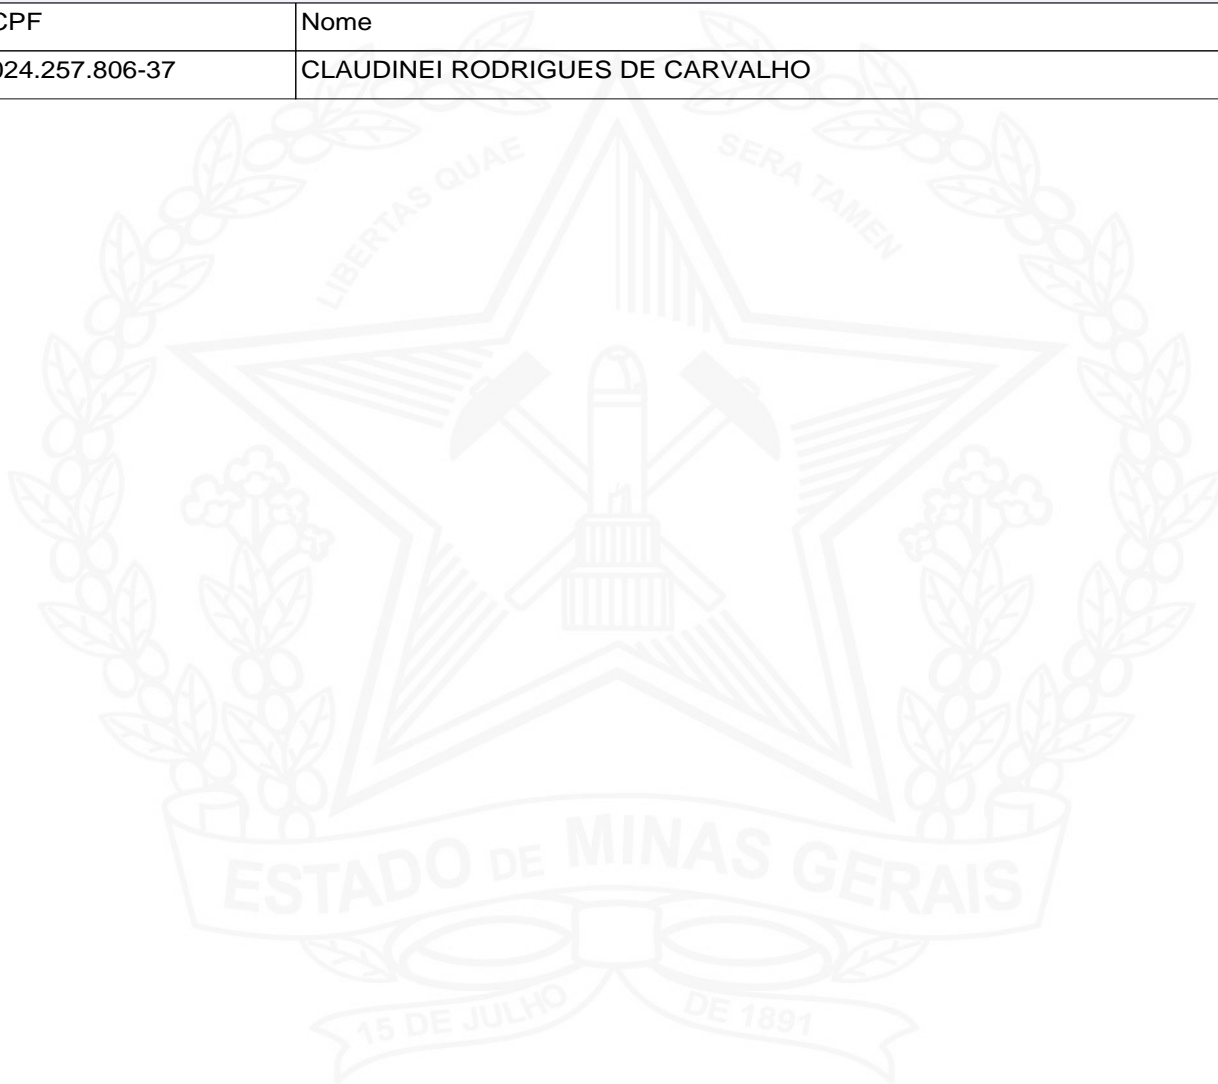 CPF Nome
024.257.806-37 CLAUDINEI RODRIGUES DE CARVALHO
LIBERTAS QUAE SERA TAMEN
ESTADO DE MINAS GERAIS
15 DE JULHO DE 1891